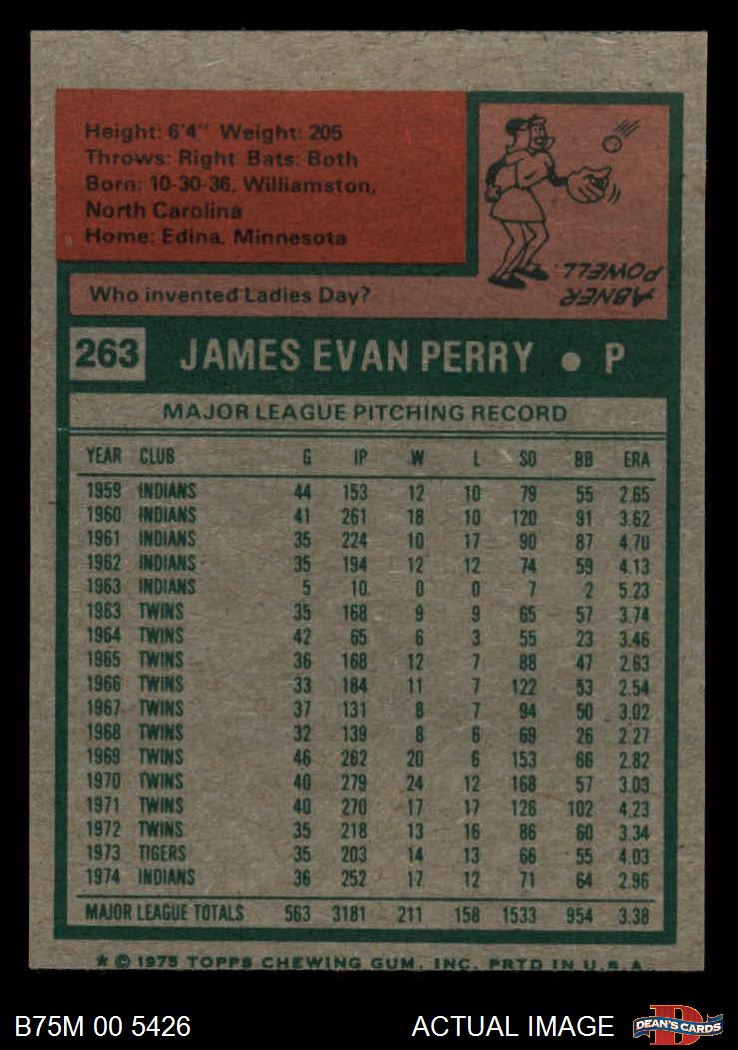 Height: 6'4" Weight: 205
Throws: Right Bats: Both
Born: 10-30-36, Williamston,
North Carolina
Home: Edina, Minnesota
ABNER
POWELL.
Who invented Ladies Day?
263 JAMES EVAN PERRY ● P
MAJOR LEAGUE PITCHING RECORD
YEAR CLUB G IP W L SO BB ERA
1959 INDIANS 44 153 12 10 79 55 2.65
1960 INDIANS 41 261 18 10 120 91 3.62
1961 INDIANS 35 224 10 17 90 87 4.70
1962 INDIANS 35 194 12 12 74 59 4.13
1963 INDIANS 5 10 0 0 7 2 5.23
1963 TWINS 35 168 9 9 65 57 3.74
1964 TWINS 42 65 6 3 55 23 3.46
1965 TWINS 36 168 12 7 88 47 2.63
1966 TWINS 33 184 11 7 122 53 2.54
1967 TWINS 37 131 8 7 94 50 3.02
1968 TWINS 32 139 8 6 69 26 2.27
1969 TWINS 46 262 20 6 153 66 2.82
1970 TWINS 40 279 24 12 168 57 3.03
1971 TWINS 40 270 17 17 126 102 4.23
1972 TWINS 35 218 13 16 86 60 3.34
1973 TIGERS 35 203 14 13 66 55 4.03
1974 INDIANS 36 252 17 12 71 64 2.96
MAJOR LEAGUE TOTALS 563 3181 211 158 1533 954 3.38
* © 1975 TOPPS CHEWING GUM, INC. PRTD IN U.S.A.
B75M 00 5426 ACTUAL IMAGE DEAN'S CARDS